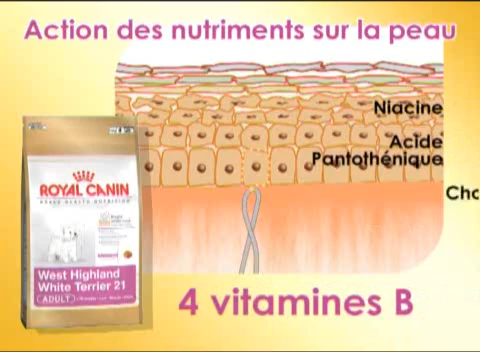 Action des nutriments sur la peau
Niacine
Acide
Pantothénique
Cho
ROYAL CANIN
West Highland
White Terrier 21
ADULT
4 vitamines B